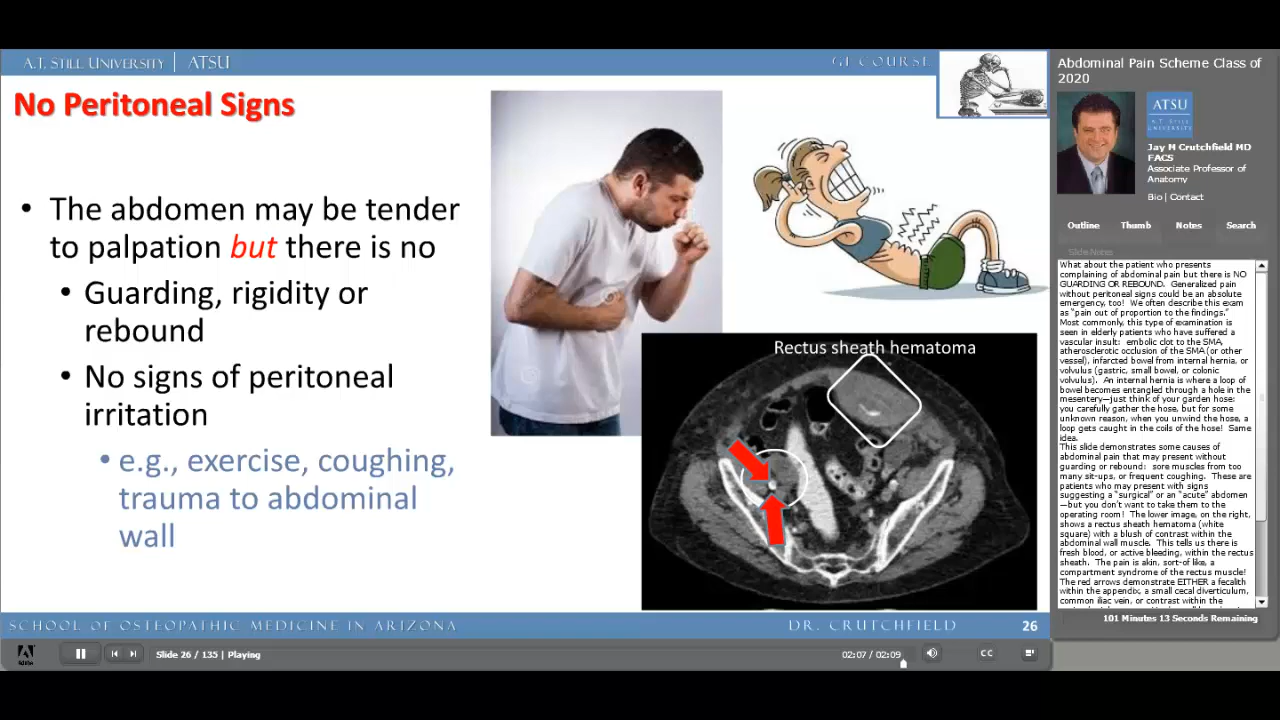 A.T. STILL UNIVERSITY | ATSU
GI COURSE
No Peritoneal Signs
• The abdomen may be tender
to palpation but there is no
• Guarding, rigidity or
rebound
• No signs of peritoneal
irritation
• e.g., exercise, coughing,
trauma to abdominal
wall
Rectus sheath hematoma
SCHOOL OF OSTEOPATHIC MEDICINE IN ARIZONA
DR. CRUTCHFIELD
26
Slide 26 / 135 | Playing
02:07 / 02:09
CC
Abdominal Pain Scheme Class of
2020
ATSU
A.T. STILL
UNIVERSITY
Jay M Crutchfield MD
FACS
Associate Professor of
Anatomy
Bio | Contact
Outline Thumb Notes Search
Slide Notes
What about the patient who presents
complaining of abdominal pain but there is NO
GUARDING OR REBOUND. Generalized pain
without peritoneal signs could be an absolute
emergency, too! We often describe this exam
as "pain out of proportion to the findings."
Most commonly, this type of examination is
seen in elderly patients who have suffered a
vascular insult: embolic clot to the SMA,
atherosclerotic occlusion of the SMA (or other
vessel), infarcted bowel from internal hernia, or
volvulus (gastric, small bowel, or colonic
volvulus). An internal hernia is where a loop of
bowel becomes entangled through a hole in the
mesentery—just think of your garden hose:
you carefully gather the hose, but for some
unknown reason, when you unwind the hose, a
loop gets caught in the coils of the hose! Same
idea.
This slide demonstrates some causes of
abdominal pain that may present without
guarding or rebound: sore muscles from too
many sit-ups, or frequent coughing. These are
patients who may present with signs
suggesting a "surgical" or an "acute" abdomen
—but you don't want to take them to the
operating room! The lower image, on the right,
shows a rectus sheath hematoma (white
square) with a blush of contrast within the
abdominal wall muscle. This tells us there is
fresh blood, or active bleeding, within the rectus
sheath. The pain is akin, sort-of like, a
compartment syndrome of the rectus muscle!
The red arrows demonstrate EITHER a fecalith
within the appendix, a small cecal diverticulum,
common iliac vein, or contrast within the
101 Minutes 13 Seconds Remaining